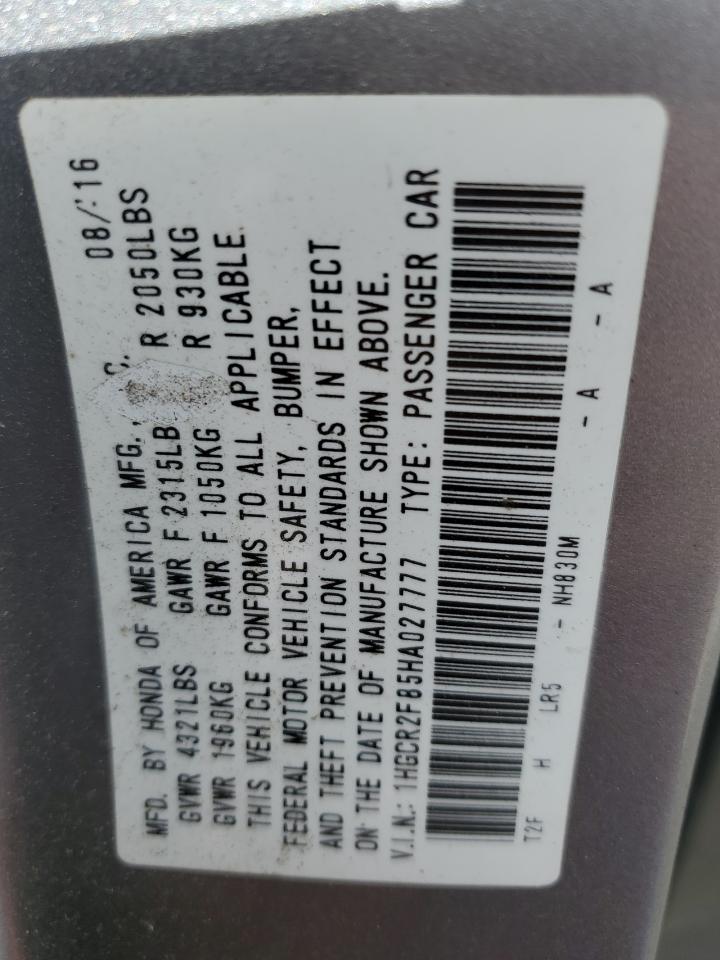 MFD. BY HONDA OF AMERICA MFG., C. 08/16
GVWR 4321LBS GAWR F 2315LB R 2050LBS
GVWR 1960KG GAWR F 1050KG R 930KG
THIS VEHICLE CONFORMS TO ALL APPLICABLE
FEDERAL MOTOR VEHICLE SAFETY, BUMPER,
AND THEFT PREVENTION STANDARDS IN EFFECT
ON THE DATE OF MANUFACTURE SHOWN ABOVE.
V.I.N.: 1HGCR2F85HA027777 TYPE: PASSENGER CAR
T2F H LR5 - NH830M - A - A